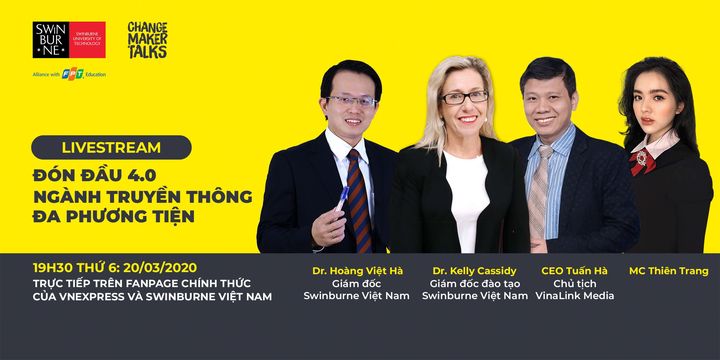 SWIN
BUR
NE
SWINBURNE
UNIVERSITY OF
TECHNOLOGY
CHANGE
MAKER
TALKS
Alliance with FPT Education
LIVESTREAM
ĐÓN ĐẦU 4.0
NGÀNH TRUYỀN THÔNG
ĐA PHƯƠNG TIỆN
19H30 THỨ 6: 20/03/2020
TRỰC TIẾP TRÊN FANPAGE CHÍNH THỨC
CỦA VNEXPRESS VÀ SWINBURNE VIỆT NAM
Dr. Hoàng Việt Hà
Giám đốc
Swinburne Việt Nam
Dr. Kelly Cassidy
Giám đốc đào tạo
Swinburne Việt Nam
CEO Tuấn Hà
Chủ tịch
VinaLink Media
MC Thiên Trang